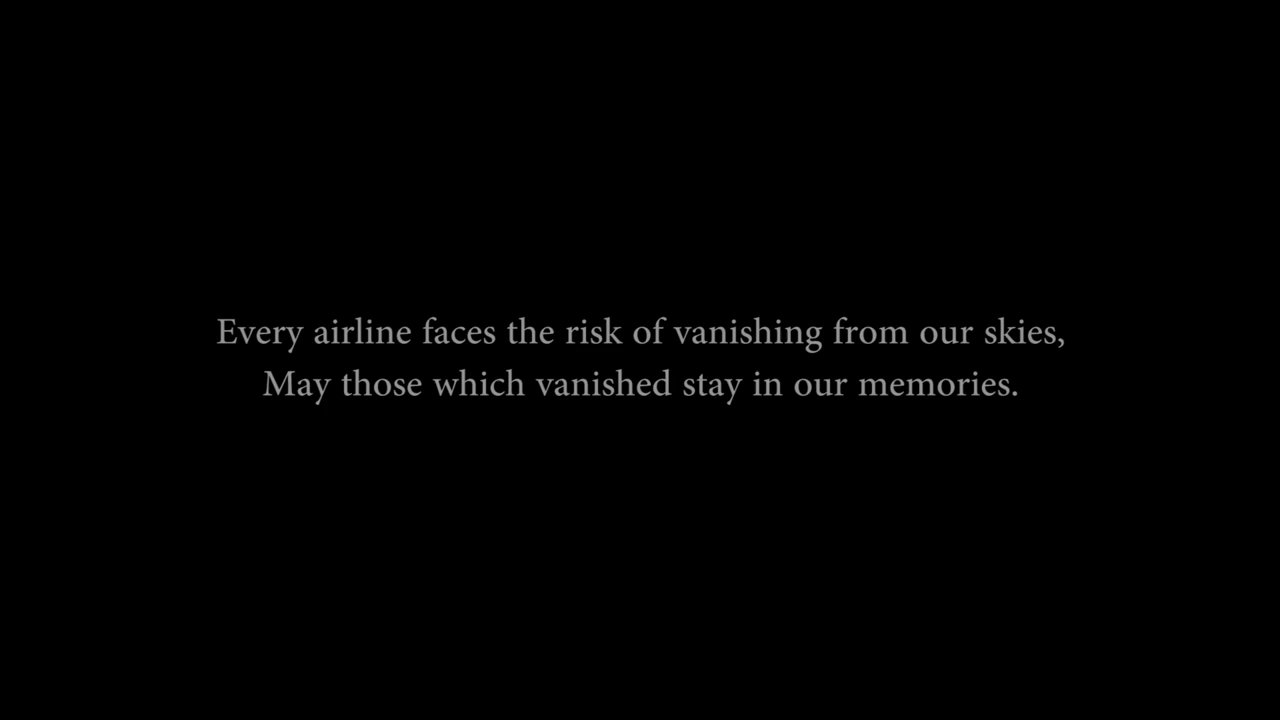 Every airline faces the risk of vanishing from our skies,
May those which vanished stay in our memories.